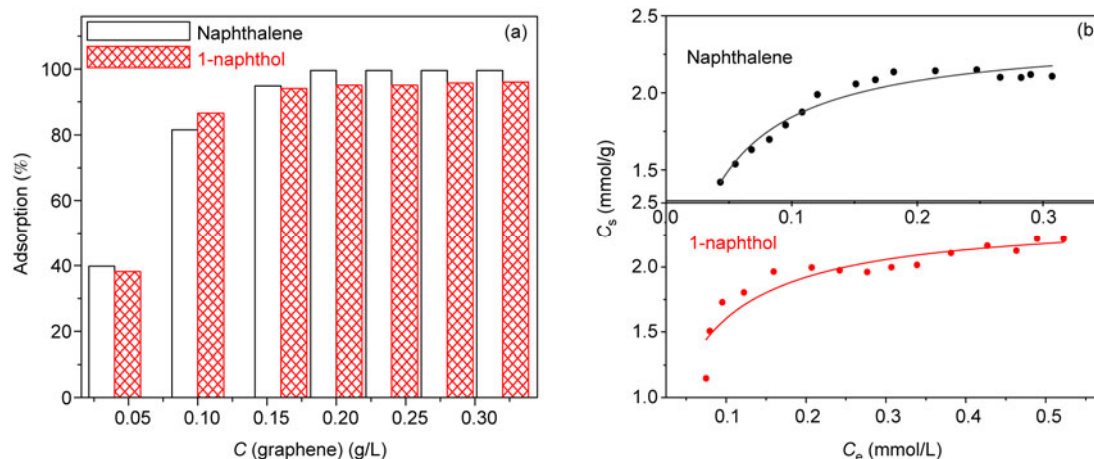 (a)
Naphthalene
1-naphthol
100
80
60
40
20
0
Adsorption (%)
0.05 0.10 0.15 0.20 0.25 0.30
C (graphene) (g/L)
(b
Naphthalene
2.5
2.0
1.5
2.5
0.0 0.1 0.2 0.3
Cs (mmol/g)
1-naphthol
2.0
1.5
1.0
0.1 0.2 0.3 0.4 0.5
Ce (mmol/L)